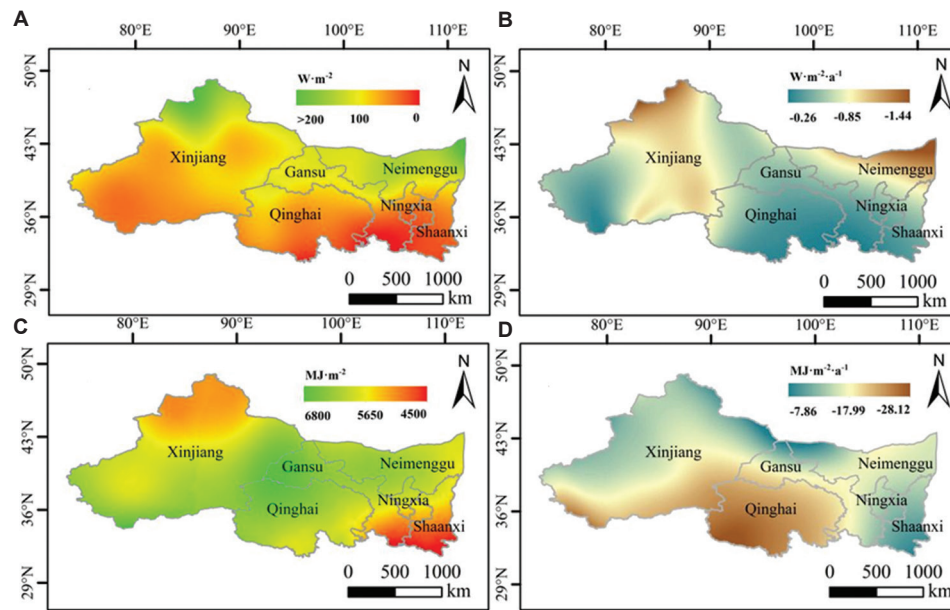 A
80°E 90°E 100°E 110°E
50°N
43°N
36°N
29°N
W·m⁻²
>200 100 0
N
Xinjiang
Gansu
Neimenggu
Qinghai
Ningxia
Shaanxi
0 500 1000
km
B
80°E 90°E 100°E 110°E
50°N
43°N
36°N
29°N
W·m⁻²·a⁻¹
-0.26 -0.85 -1.44
N
Xinjiang
Gansu
Neimenggu
Qinghai
Ningxia
Shaanxi
0 500 1000
km
C
80°E 90°E 100°E 110°E
50°N
43°N
36°N
29°N
MJ·m⁻²
6800 5650 4500
N
Xinjiang
Gansu
Neimenggu
Qinghai
Ningxia
Shaanxi
0 500 1000
km
D
80°E 90°E 100°E 110°E
50°N
43°N
36°N
29°N
MJ·m⁻²·a⁻¹
-7.86 -17.99 -28.12
N
Xinjiang
Gansu
Neimenggu
Qinghai
Ningxia
Shaanxi
0 500 1000
km